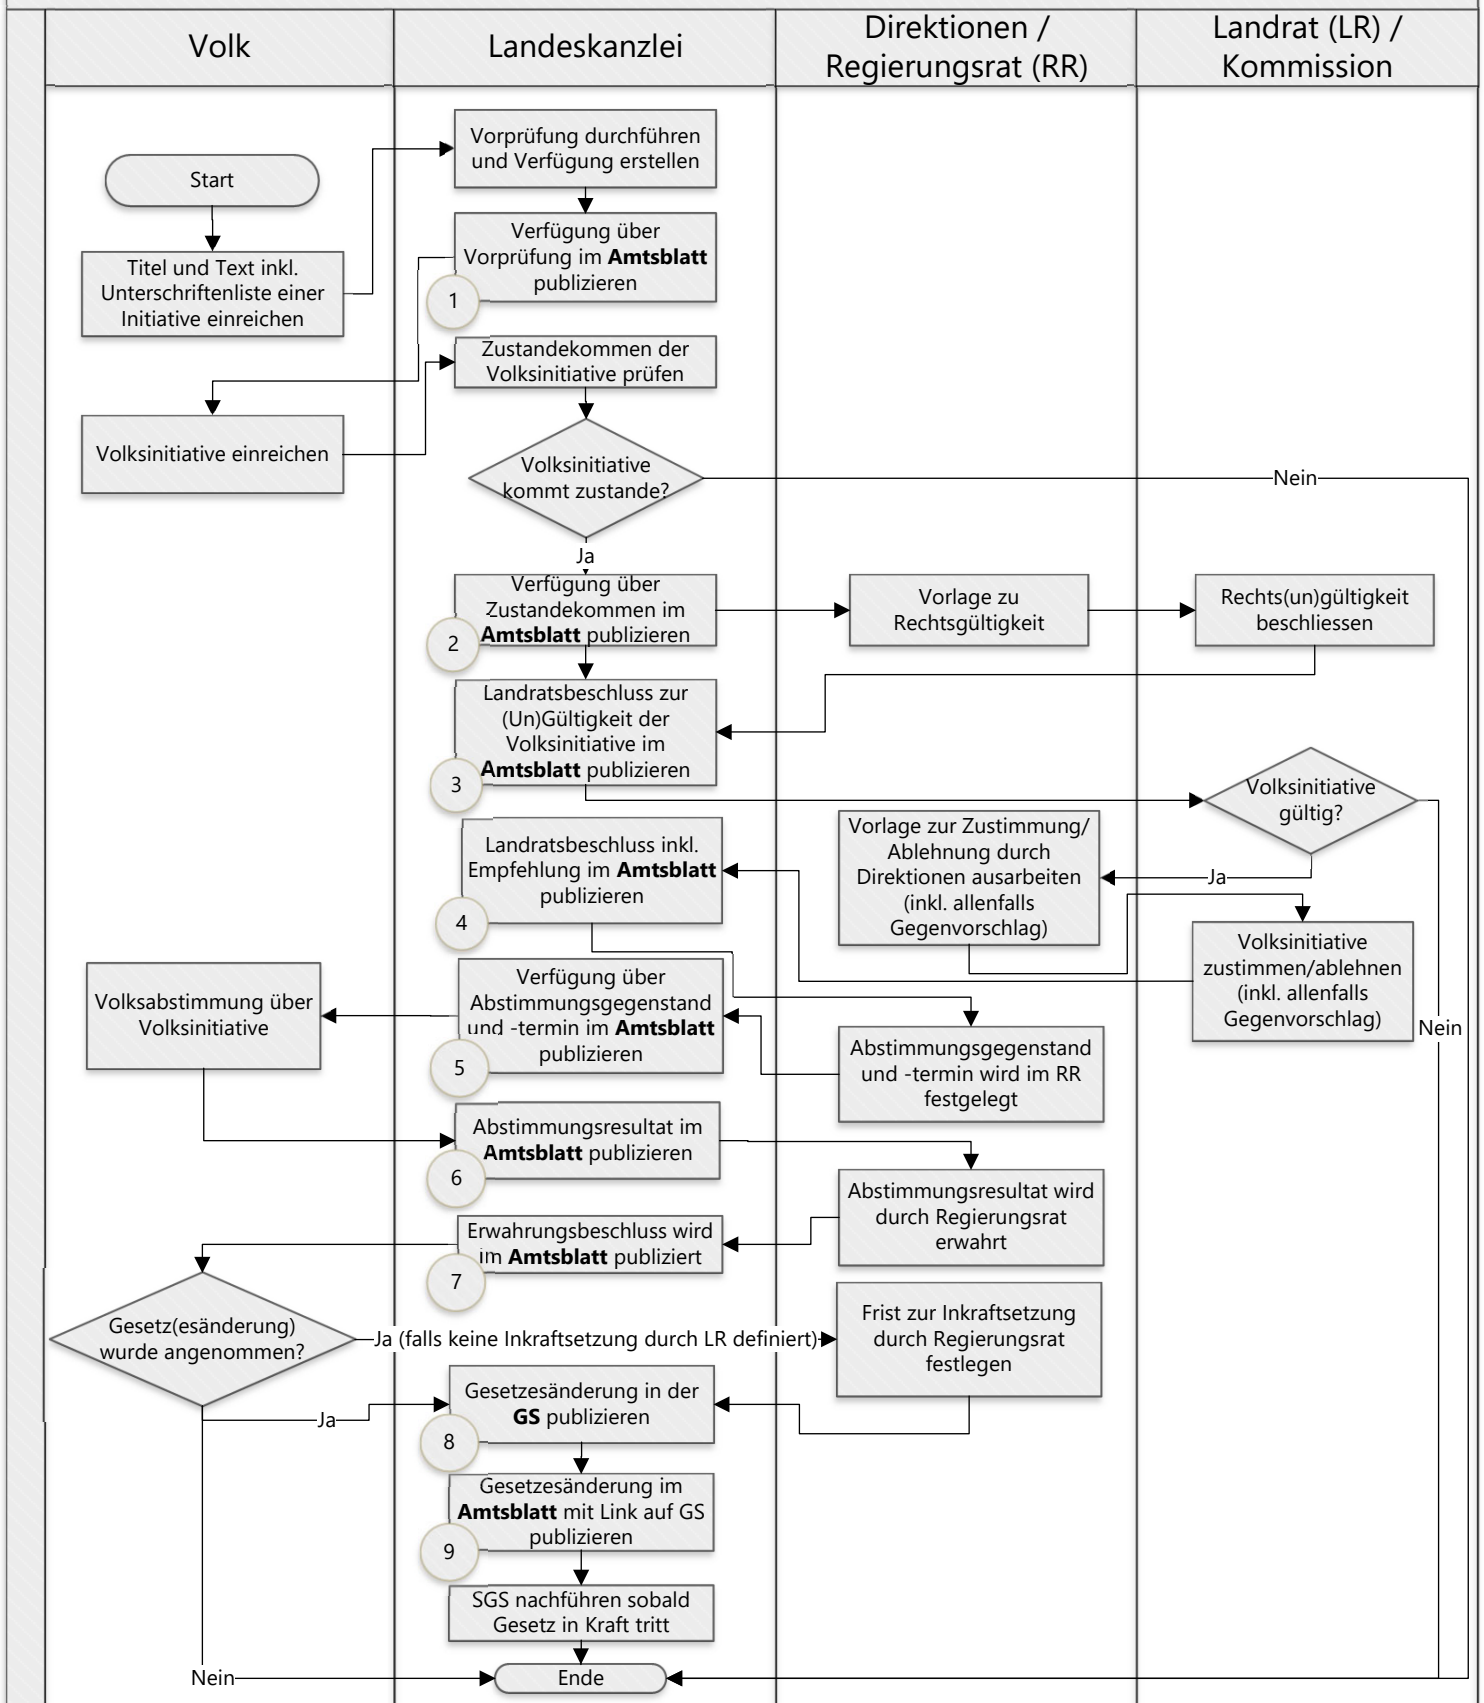 Volk
Landeskanzlei
Direktionen /
Regierungsrat (RR)
Landrat (LR) /
Kommission
Start
Titel und Text inkl.
Unterschriftenliste einer
Initiative einreichen
Vorprüfung durchführen
und Verfügung erstellen
Verfügung über
Vorprüfung im Amtsblatt
publizieren
1
Volksinitiative einreichen
Zustandekommen der
Volksinitiative prüfen
Volksinitiative
kommt zustande?
Nein
Ja
Verfügung über
Zustandekommen im
Amtsblatt publizieren
2
Vorlage zu
Rechtsgültigkeit
Rechts(un)gültigkeit
beschliessen
Landratsbeschluss zur
(Un)Gültigkeit der
Volksinitiative im
Amtsblatt publizieren
3
Volksinitiative
gültig?
Ja
Nein
Vorlage zur Zustimmung/
Ablehnung durch
Direktionen ausarbeiten
(inkl. allenfalls
Gegenvorschlag)
Volksinitiative
zustimmen/ablehnen
(inkl. allenfalls
Gegenvorschlag)
Landratsbeschluss inkl.
Empfehlung im Amtsblatt
publizieren
4
Abstimmungsgegenstand
und -termin wird im RR
festgelegt
Verfügung über
Abstimmungsgegenstand
und -termin im Amtsblatt
publizieren
5
Volksabstimmung über
Volksinitiative
Abstimmungsresultat im
Amtsblatt publizieren
6
Abstimmungsresultat wird
durch Regierungsrat
erwahrt
Erwahrungsbeschluss wird
im Amtsblatt publiziert
7
Gesetz(esänderung)
wurde angenommen?
Ja (falls keine Inkraftsetzung durch LR definiert)
Frist zur Inkraftsetzung
durch Regierungsrat
festlegen
Ja
Gesetzesänderung in der
GS publizieren
8
Gesetzesänderung im
Amtsblatt mit Link auf GS
publizieren
9
SGS nachführen sobald
Gesetz in Kraft tritt
Nein
Ende